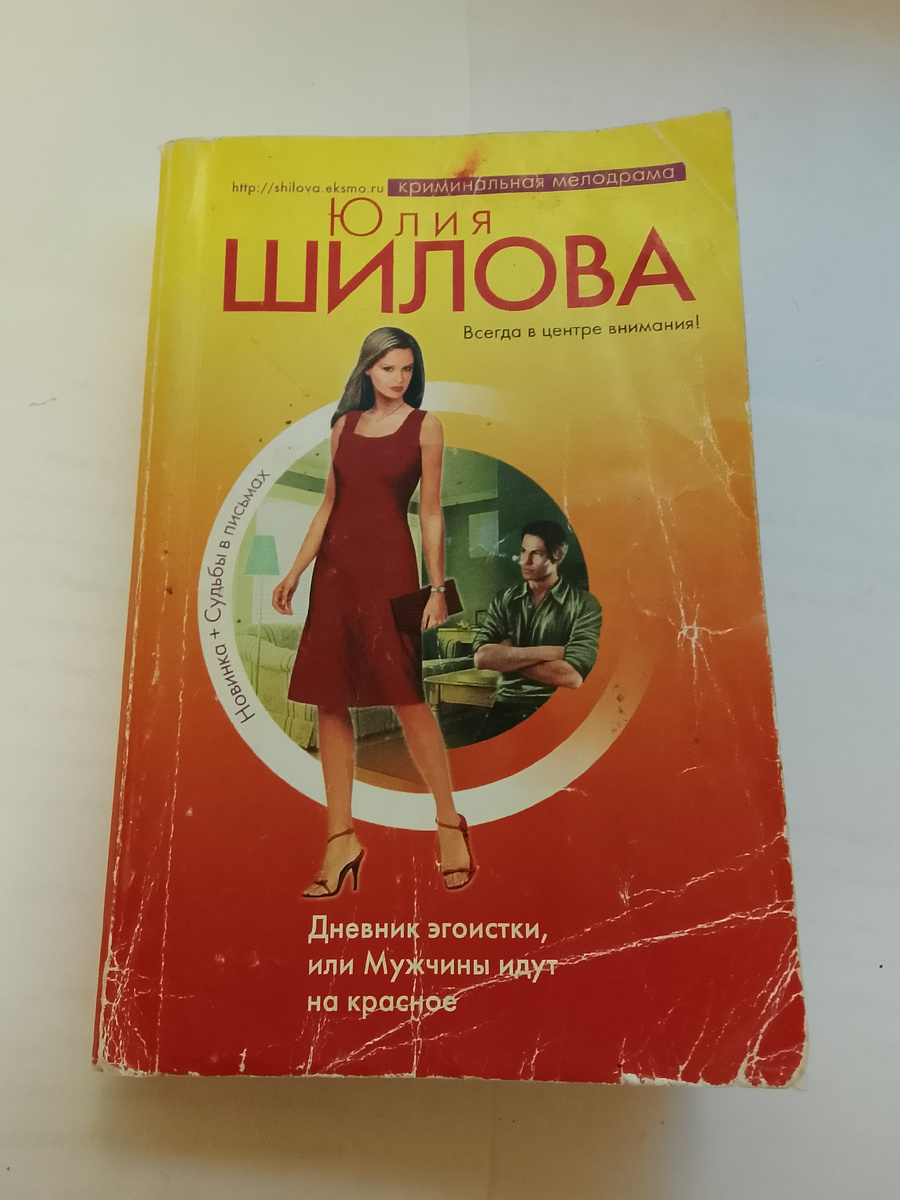 http://shilova.eksmo.ru криминальная мелодрама
Юлия
ШИЛОВА
Всегда в центре внимания!
Новинка + Судьбы в письмах
Дневник эгоистки,
или Мужчины идут
на красное